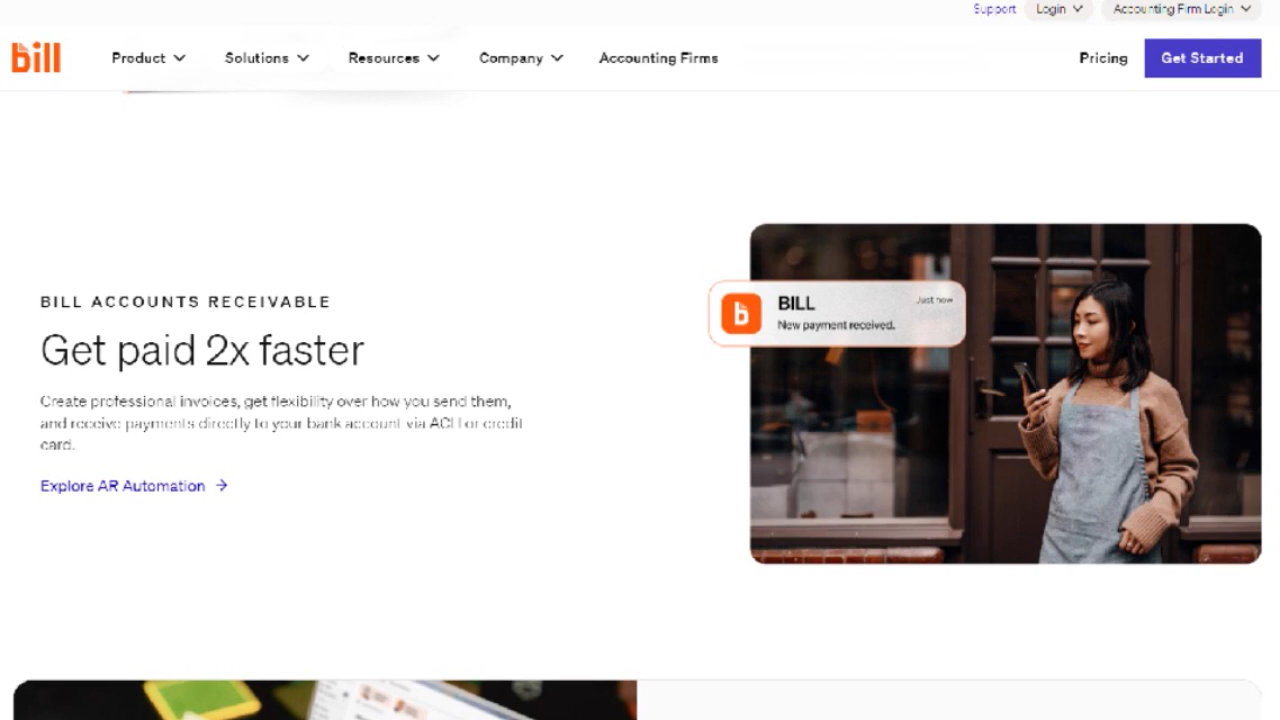 Support Login Accounting Firm Login
bill Product Solutions Resources Company Accounting Firms Pricing Get Started
BILL ACCOUNTS RECEIVABLE
Get paid 2x faster
Create professional invoices, get flexibility over how you send them,
and receive payments directly to your bank account via ACH or credit
card.
Explore AR Automation
b BILL Just now
New payment received.